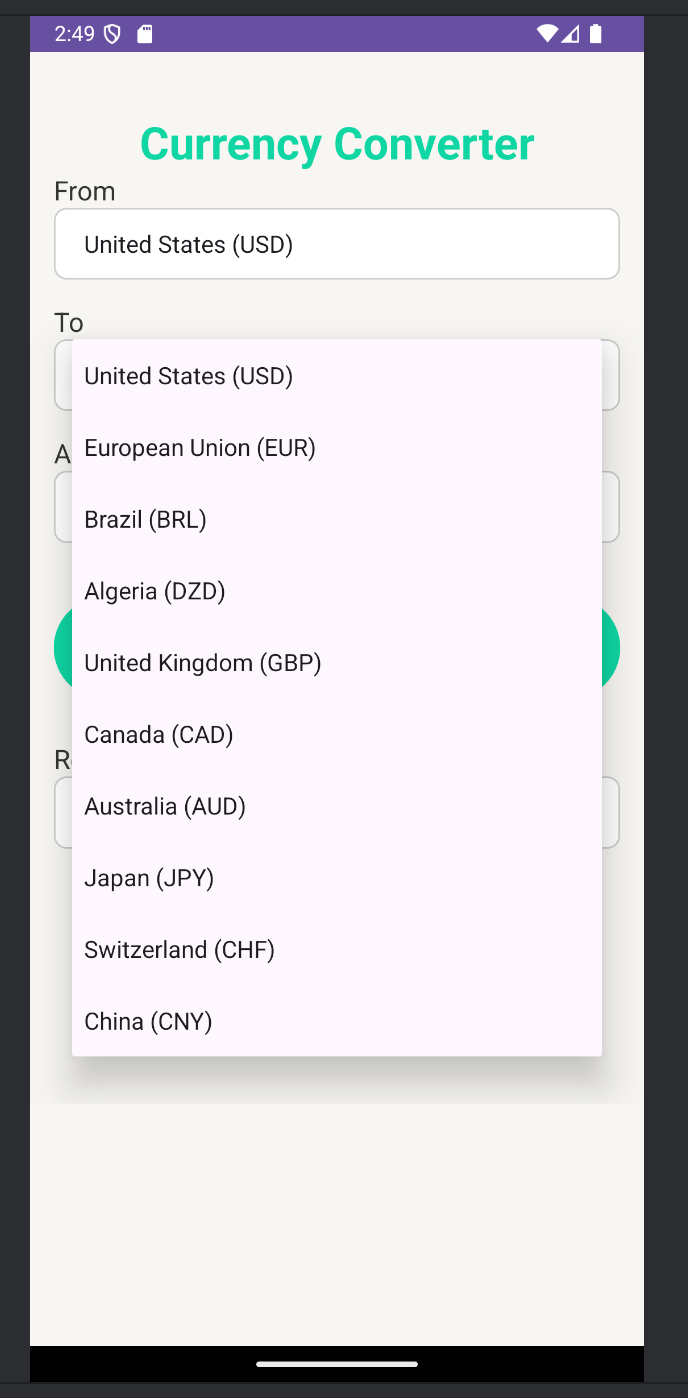 2:49
Currency Converter
From
United States (USD)
To
United States (USD)
European Union (EUR)
Brazil (BRL)
Algeria (DZD)
United Kingdom (GBP)
Canada (CAD)
Australia (AUD)
Japan (JPY)
Switzerland (CHF)
China (CNY)